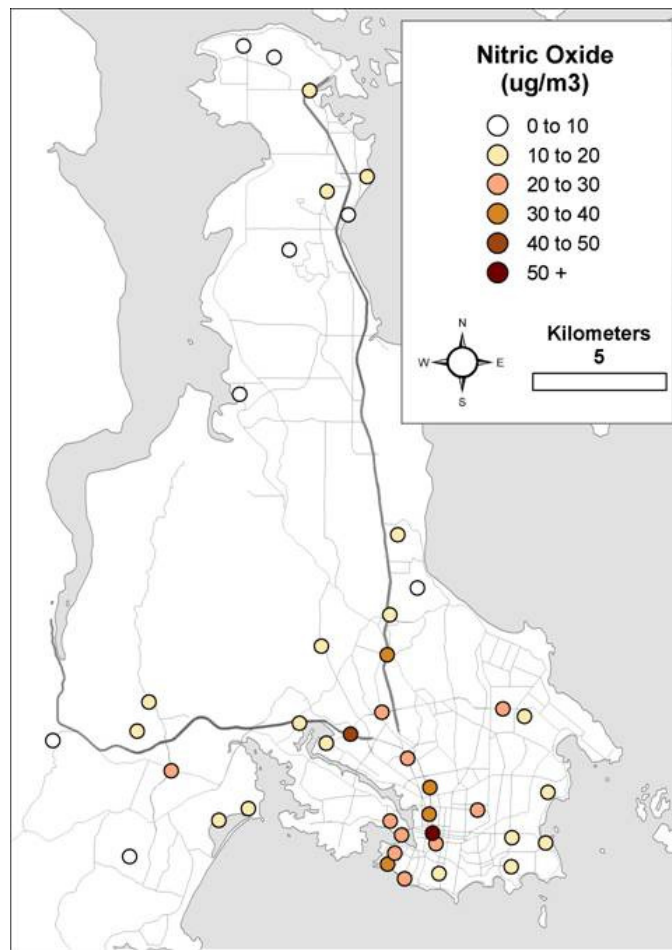 Nitric Oxide
(ug/m3)
0 to 10
10 to 20
20 to 30
30 to 40
40 to 50
50 +
N
W E
S
Kilometers
5